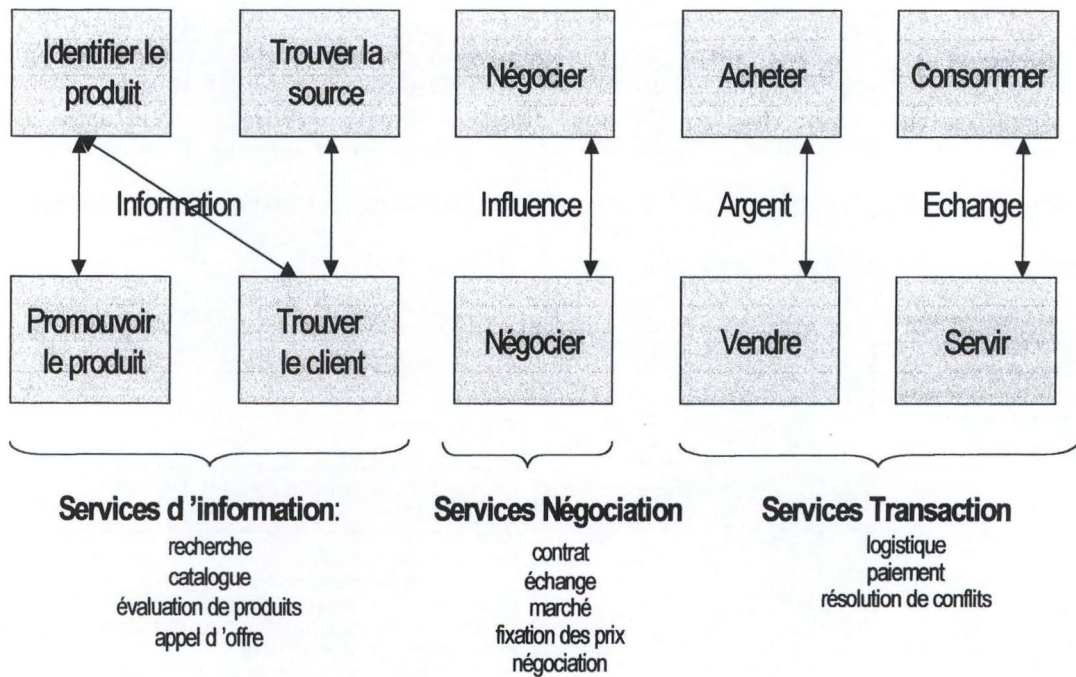 Identifier le
produit
Trouver la
source
Négocier
Acheter
Consommer
Information
Influence
Argent
Echange
Promouvoir
le produit
Trouver
le client
Négocier
Vendre
Servir
Services d 'information:
recherche
catalogue
évaluation de produits
appel d 'offre
Services Négociation
contrat
échange
marché
fixation des prix
négociation
Services Transaction
logistique
paiement
résolution de conflits